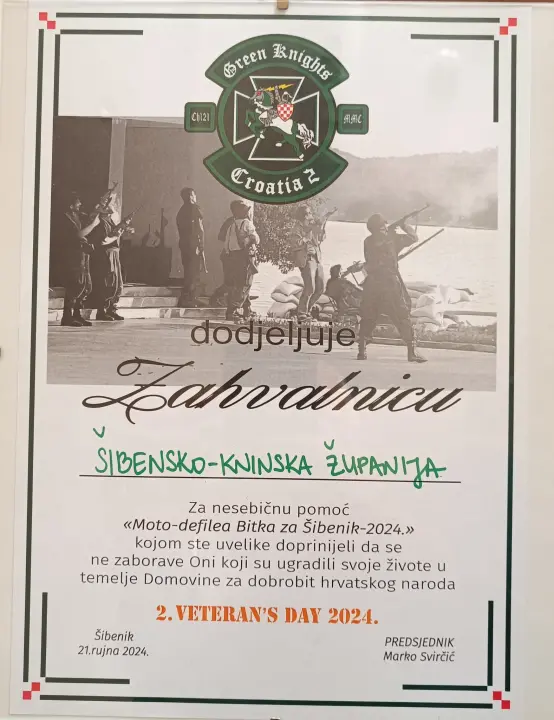 Green Knights
Ch121
MMC
Croatia 2
dodjeljuje
Zahvalnicu
ŠIBENSKO-KNINSKA ŽUPANIJA
Za nesebičnu pomoć
«Moto-defilea Bitka za Šibenik-2024.»
kojom ste uvelike doprinijeli da se
ne zaborave Oni koji su ugradili svoje živote u
temelje Domovine za dobrobit hrvatskog naroda
2. VETERAN'S DAY 2024.
Šibenik
21.rujna 2024.
PREDSJEDNIK
Marko Svirčić